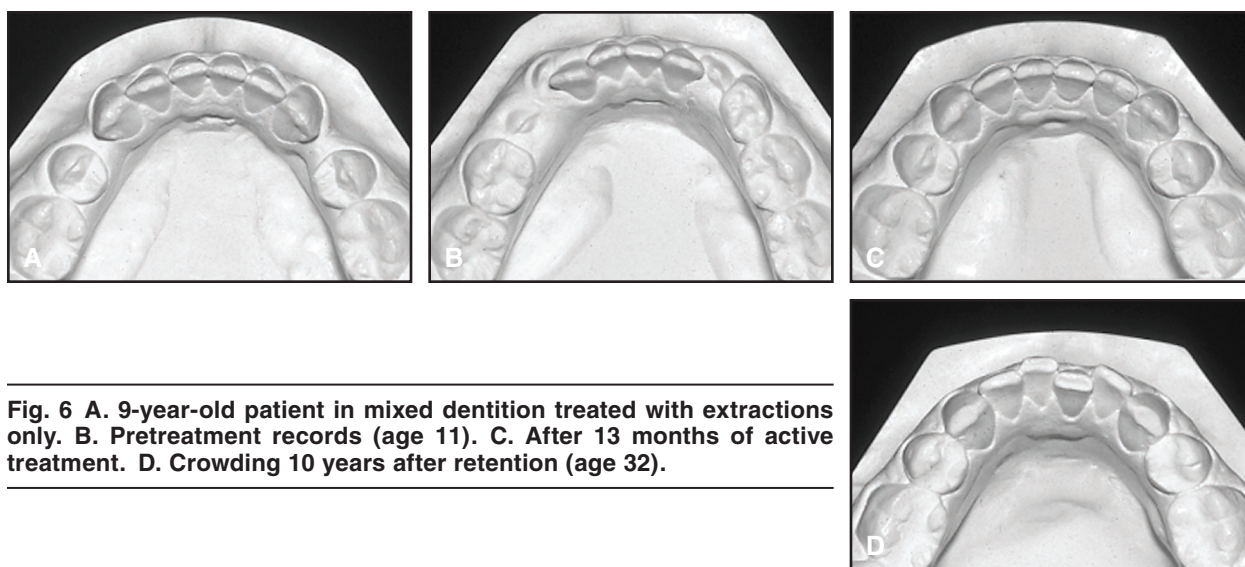 A
B
C
D
Fig. 6 A. 9-year-old patient in mixed dentition treated with extractions
only. B. Pretreatment records (age 11). C. After 13 months of active
treatment. D. Crowding 10 years after retention (age 32).